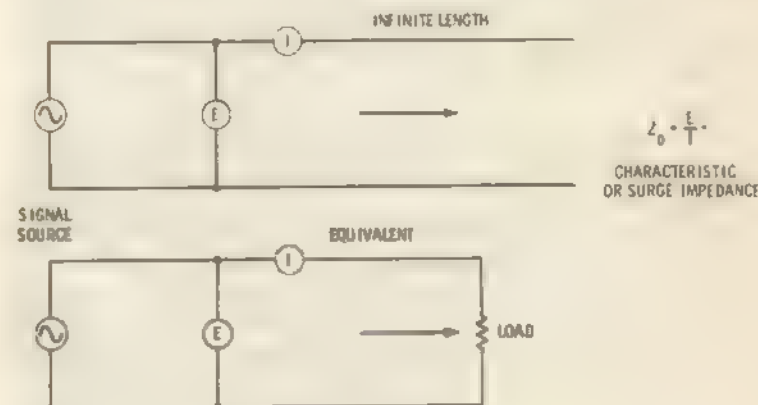 INFINITE LENGTH
I
E
Z₀ = E/I
CHARACTERISTIC
OR SURGE IMPEDANCE
SIGNAL
SOURCE
EQUIVALENT
I
E
LOAD